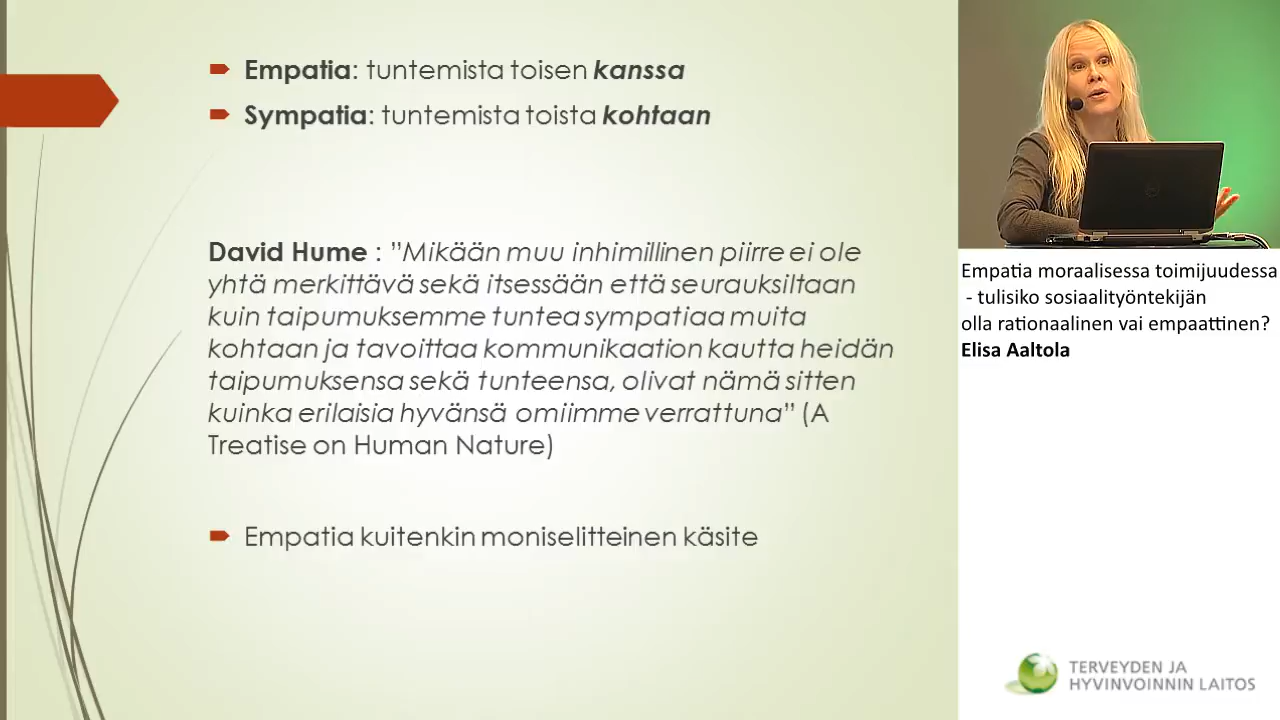 Empatia: tuntemista toisen kanssa
Sympatia: tuntemista toista kohtaan
David Hume : ”Mikään muu inhimillinen piirre ei ole
yhtä merkittävä sekä itsessään että seurauksiltaan
kuin taipumuksemme tuntea sympatiaa muita
kohtaan ja tavoittaa kommunikaation kautta heidän
taipumuksensa sekä tunteensa, olivat nämä sitten
kuinka erilaisia hyvänsä omiimme verrattuna” (A
Treatise on Human Nature)
Empatia kuitenkin moniselitteinen käsite
Empatia moraalisessa toimijuudessa
- tulisiko sosiaalityöntekijän
olla rationaalinen vai empaattinen?
Elisa Aaltola
TERVEYDEN JA
HYVINVOINNIN LAITOS